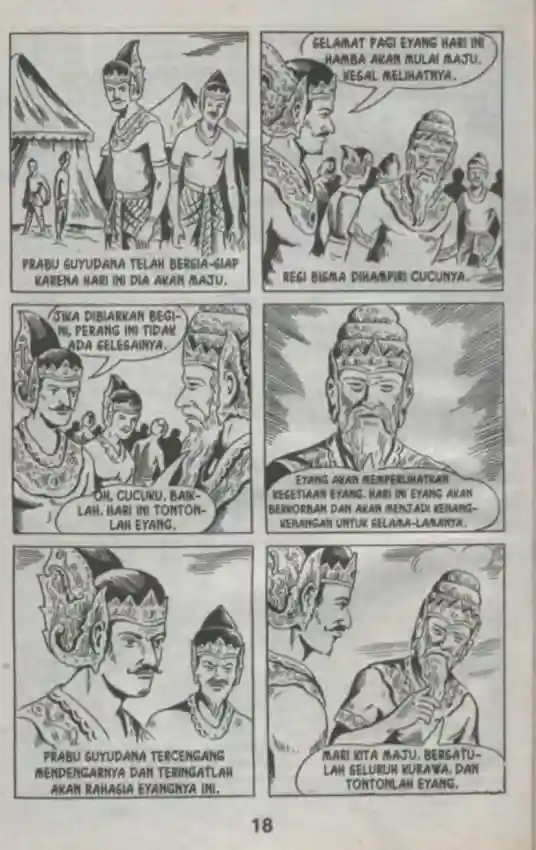 PRABU SUYUDANA TELAH BERSIA-SIAP
KARENA HARI INI DIA AKAN MAJU.
SELAMAT PAGI EYANG HARI INI
HAMBA AKAN MULAI MAJU.
KESAL MELIHATNYA.
RESI BISMA DIHAMPIRI CUCUNYA.
JIKA DIBIARKAN BEGI-
NI, PERANG INI TIDAK
ADA SELESAINYA.
OH, CUCUKU, BAIK-
LAH. HARI INI TONTON-
LAH EYANG.
EYANG AKAN MEMPERLIHATKAN
KESETIAAN EYANG. HARI INI EYANG AKAN
BERKORBAN DAN AKAN MENJADI KENANG-
KENANGAN UNTUK SELAMA-LAMANYA.
PRABU SUYUDANA TERCENGANG
MENDENGARNYA DAN TERINGATLAH
AKAN RAHASIA EYANGNYA INI.
MARI KITA MAJU. BERSATU-
LAH SELURUH KURAWA, DAN
TONTONLAH EYANG.
18